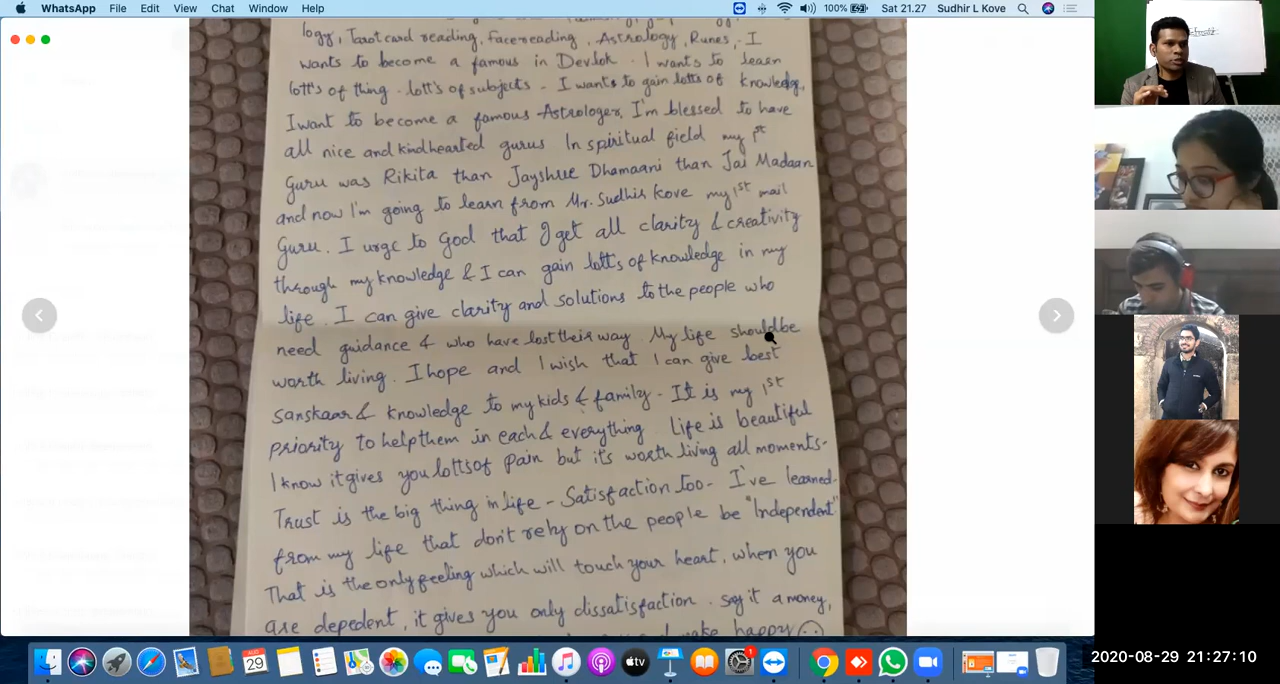 WhatsApp File Edit View Chat Window Help 100% Sat 21.27 Sudhir L Kove
logy, Tarot card reading, Facereading, Astrology, Runes, I
wants to become a famous in Devlok. I wants to learn
lott's of thing - lott's of subjects - I wants to gain lotts of knowledge,
I want to become a famous Astrologer, I'm blessed to have
all nice and kindhearted gurus In spiritual field my 1st
Guru was Rikita than Jayshree Dhamaani than Jai Madaan
and now I'm going to learn from Mr. Sudhir Kove my 1st mail
Guru. I urge to God that I get all clarity & creativity
through my knowledge & I can gain lott's of knowledge in my
life. I can give clarity and solutions to the people who
need guidance & who have lost their way. My life should be
worth living. I hope and I wish that I can give best
Sanskaar & knowledge to my kids & family - It is my 1st
priority to help them in each & everything. Life is beautiful
I know it gives you lotts of Pain but it's worth living all moments-
Trust is the big thing in life - Satisfaction too - I've learned
from my life that don't rely on the people be "Independent"
That is the only feeling which will touch your heart, when you
are depedent, it gives you only dissatisfaction. Say it a money,
make happy
AUG
29
tv
1
2020-08-29 21:27:10